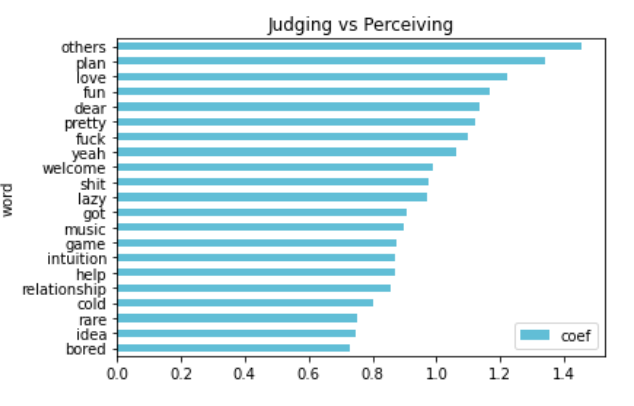 Judging vs Perceiving
word
others
plan
love
fun
dear
pretty
fuck
yeah
welcome
shit
lazy
got
music
game
intuition
help
relationship
cold
rare
idea
bored
coef
0.0 0.2 0.4 0.6 0.8 1.0 1.2 1.4